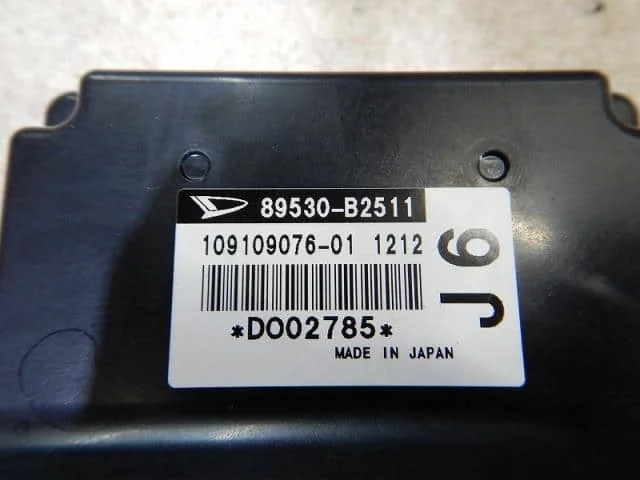 89530-B2511
109109076-01 1212
*D002785*
MADE IN JAPAN
J6